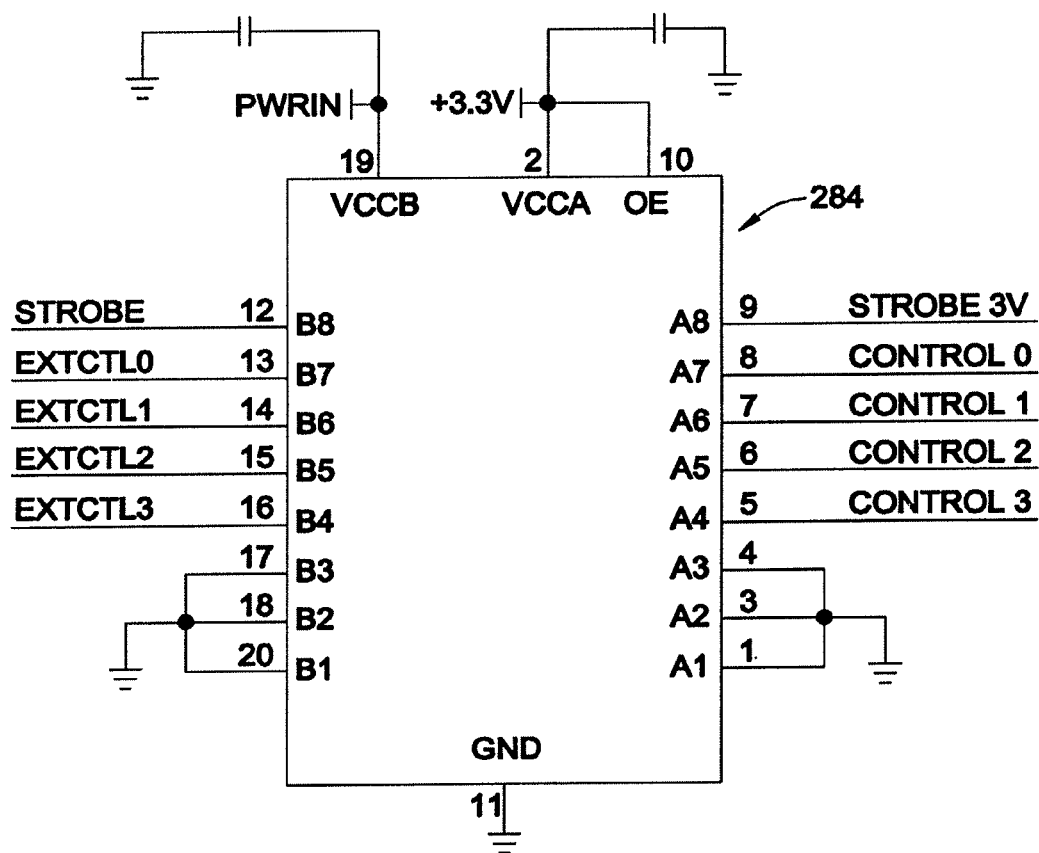 PWRIN +3.3V
19 2 10
VCCB VCCA OE
284
STROBE 12 B8 A8 9 STROBE 3V
EXTCTL0 13 B7 A7 8 CONTROL 0
EXTCTL1 14 B6 A6 7 CONTROL 1
EXTCTL2 15 B5 A5 6 CONTROL 2
EXTCTL3 16 B4 A4 5 CONTROL 3
17 B3 A3 4
18 B2 A2 3
20 B1 A1 1
GND
11